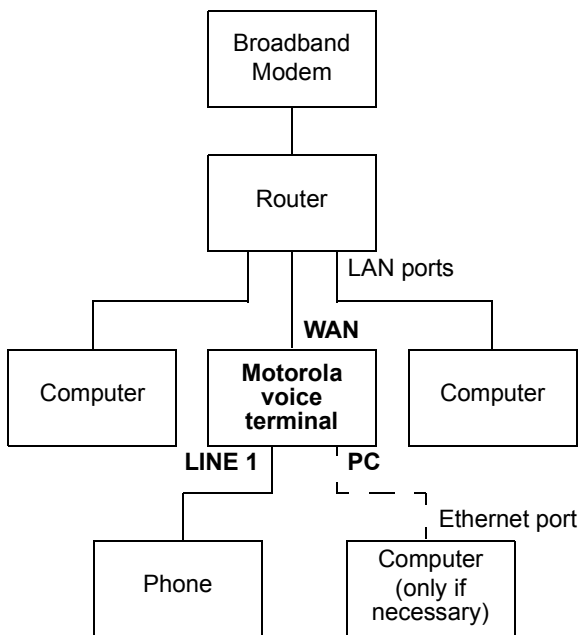 Broadband
Modem
Router
LAN ports
WAN
Computer
Motorola
voice
terminal
Computer
LINE 1
PC
Ethernet port
Phone
Computer
(only if
necessary)